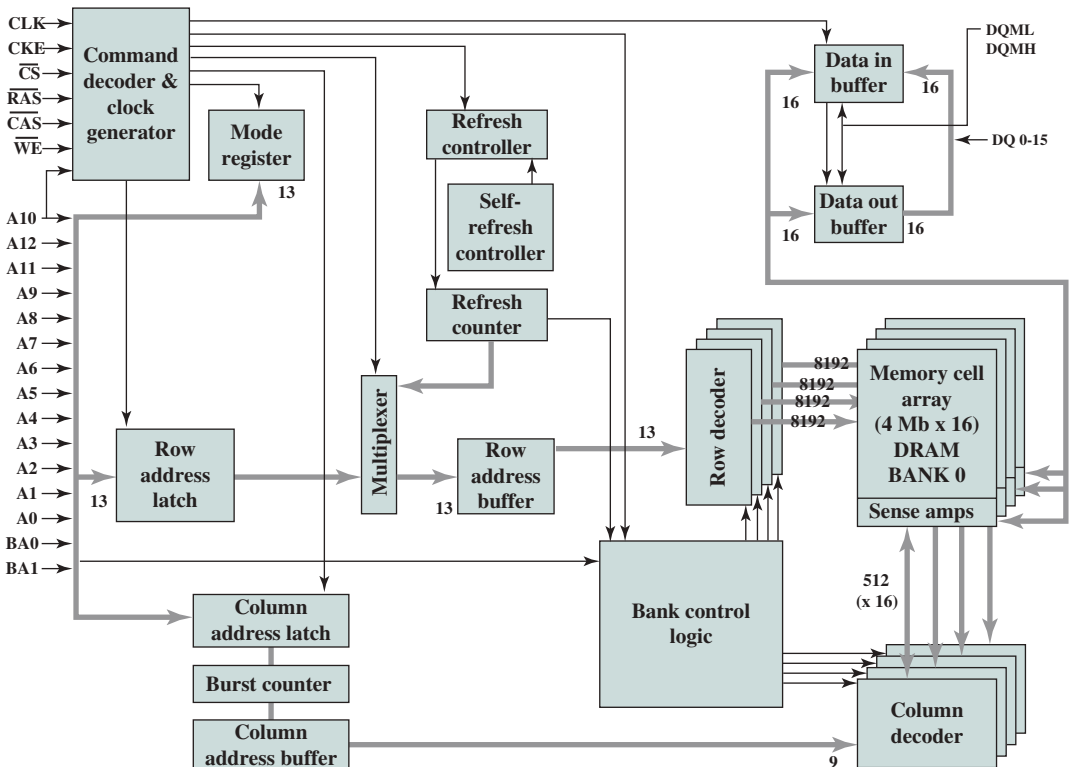 CLK
CKE
CS
RAS
CAS
WE
A10
A12
A11
A9
A8
A7
A6
A5
A4
A3
A2
A1
A0
BA0
BA1
Command
decoder &
clock
generator
Mode
register
13
Refresh
controller
Self-
refresh
controller
Refresh
counter
Multiplexer
13
Row
address
latch
13
Row
address
buffer
13
Row decoder
DQML
DQMH
Data in
buffer
16
16
DQ 0-15
Data out
buffer
16
16
8192
8192
8192
8192
Memory cell
array
(4 Mb x 16)
DRAM
BANK 0
Sense amps
512
(x 16)
Bank control
logic
Column
address latch
Burst counter
Column
address buffer
9
Column
decoder